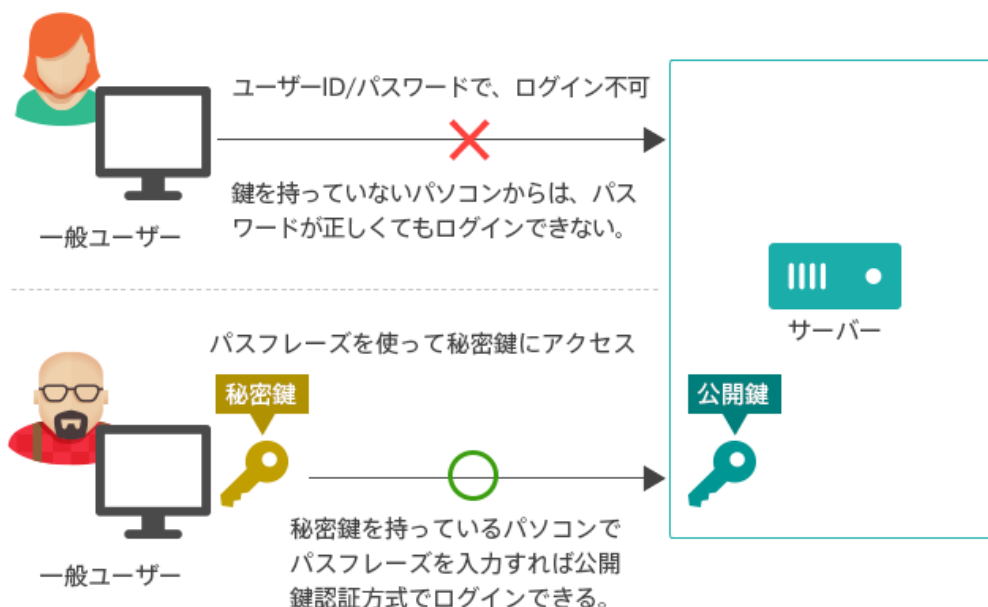 ユーザーID/パスワードで、ログイン不可
鍵を持っていないパソコンからは、パス
ワードが正しくてもログインできない。
一般ユーザー
サーバー
パスフレーズを使って秘密鍵にアクセス
秘密鍵
公開鍵
秘密鍵を持っているパソコンで
パスフレーズを入力すれば公開
鍵認証方式でログインできる。
一般ユーザー